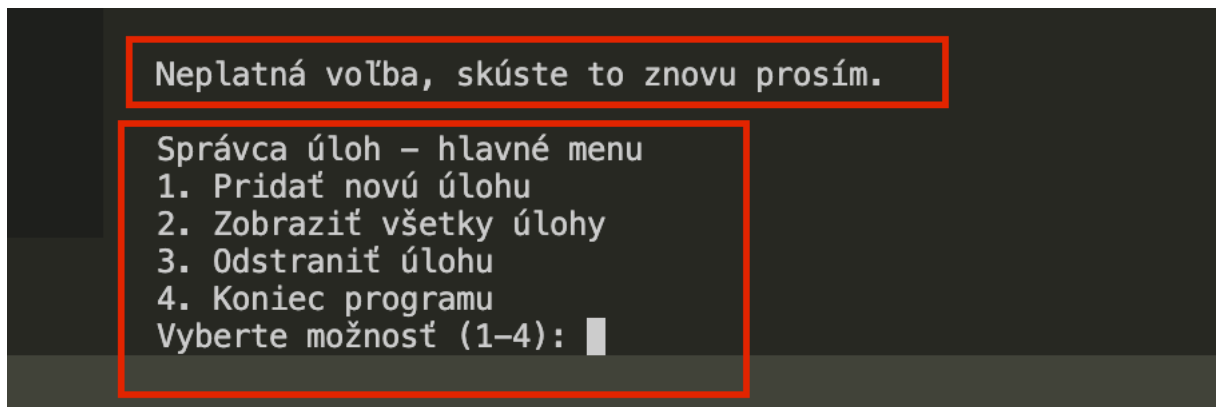 Neplatná voľba, skúste to znovu prosím.
Správca úloh – hlavné menu
1. Pridať novú úlohu
2. Zobraziť všetky úlohy
3. Odstraniť úlohu
4. Koniec programu
Vyberte možnosť (1–4):